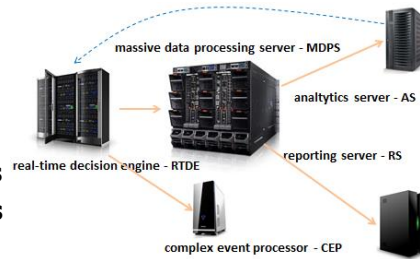 massive data processing server - MDPS
analtytics server - AS
reporting server - RS
real-time decision engine - RTDE
s
s
complex event processor - CEP